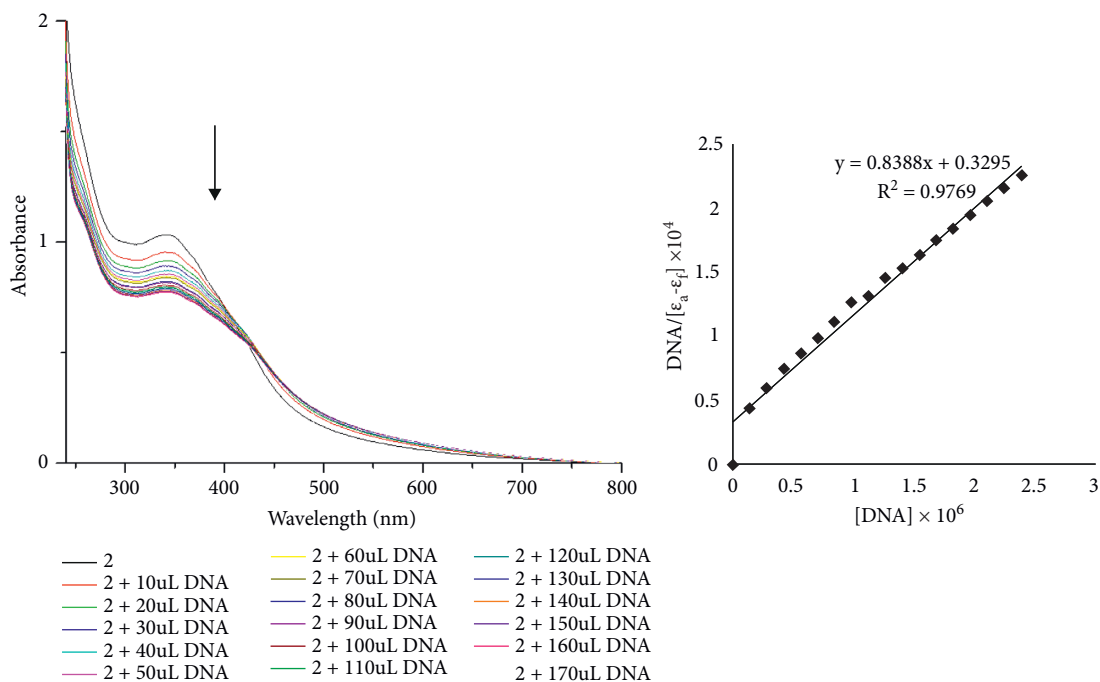 2
1
0
Absorbance
300
400
500
600
700
800
Wavelength (nm)
2
2 + 10uL DNA
2 + 20uL DNA
2 + 30uL DNA
2 + 40uL DNA
2 + 50uL DNA
2 + 60uL DNA
2 + 70uL DNA
2 + 80uL DNA
2 + 90uL DNA
2 + 100uL DNA
2 + 110uL DNA
2 + 120uL DNA
2 + 130uL DNA
2 + 140uL DNA
2 + 150uL DNA
2 + 160uL DNA
2 + 170uL DNA
2.5
2
1.5
1
0.5
0
DNA/[εa-εf] ×10⁴
y = 0.8388x + 0.3295
R² = 0.9769
0
0.5
1
1.5
2
2.5
3
[DNA] × 10⁶